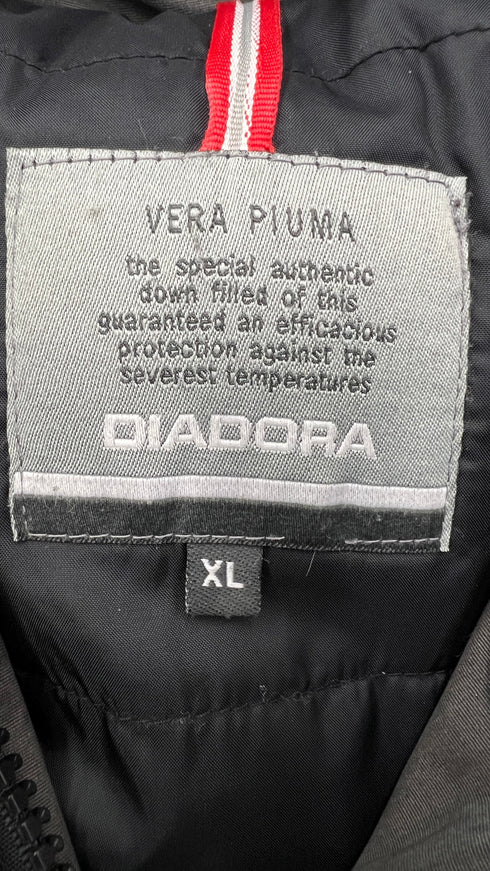 VERA PIUMA
the special authentic
down filled of this
guaranteed an efficacious
protection against the
severest temperatures
DIADORA
XL